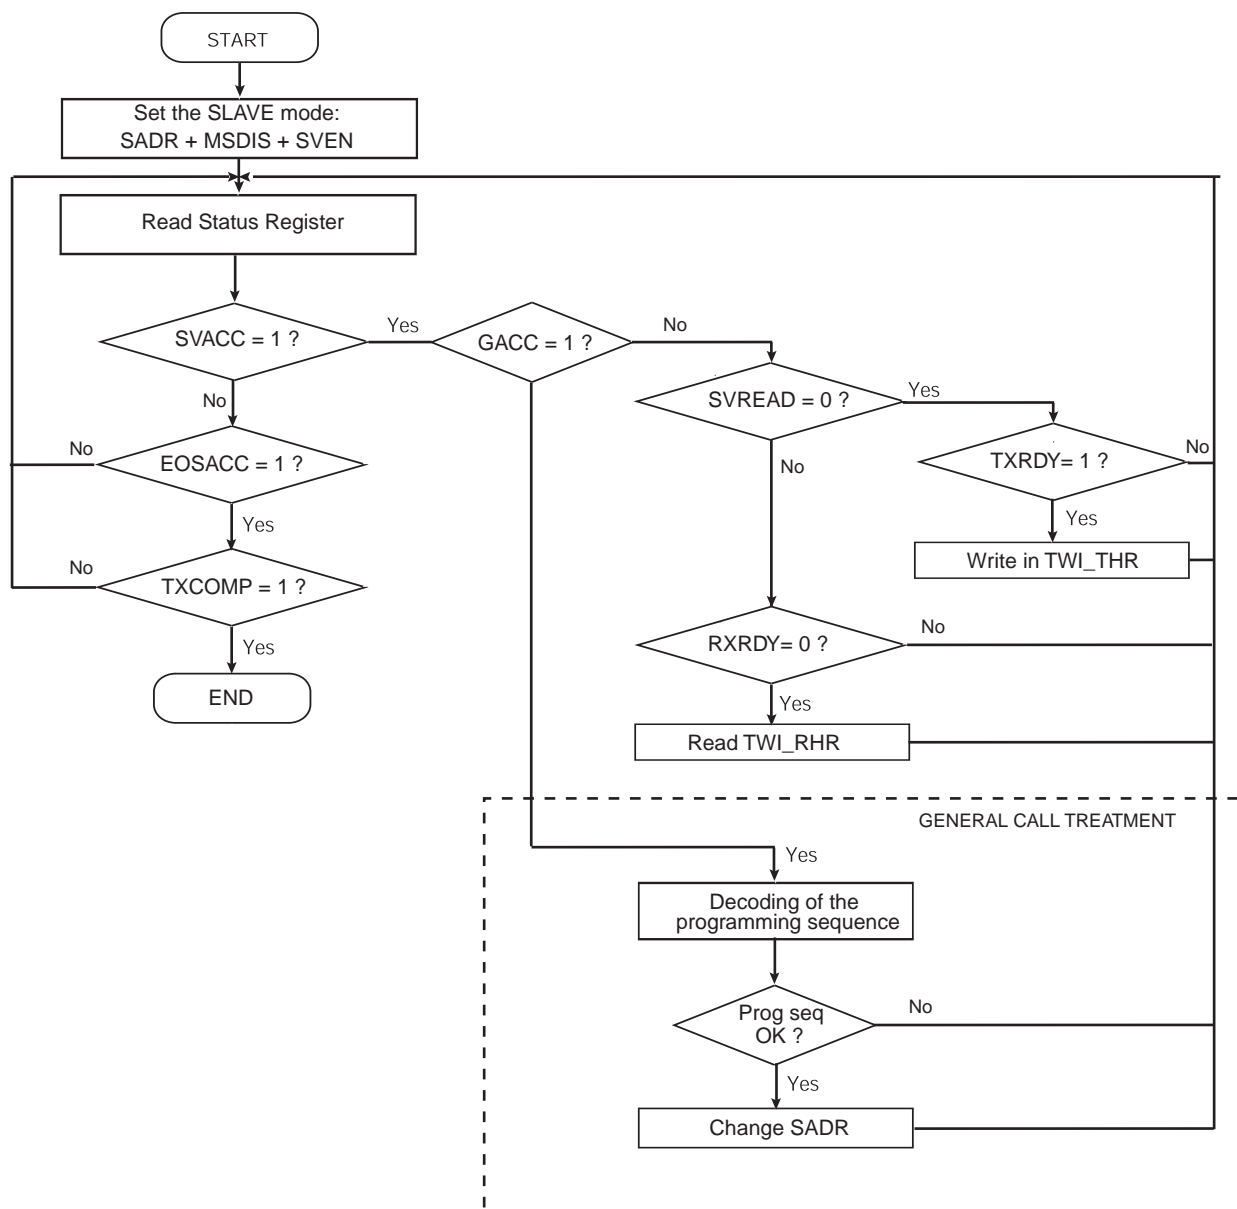 START
Set the SLAVE mode:
SADR + MSDIS + SVEN
Read Status Register
SVACC = 1 ?
Yes
GACC = 1 ?
No
SVREAD = 0 ?
Yes
No
EOSACC = 1 ?
No
No
TXRDY= 1 ?
No
Yes
Yes
Write in TWI_THR
TXCOMP = 1 ?
No
Yes
RXRDY= 0 ?
No
END
Yes
Read TWI_RHR
GENERAL CALL TREATMENT
Yes
Decoding of the
programming sequence
Prog seq
OK ?
No
Yes
Change SADR